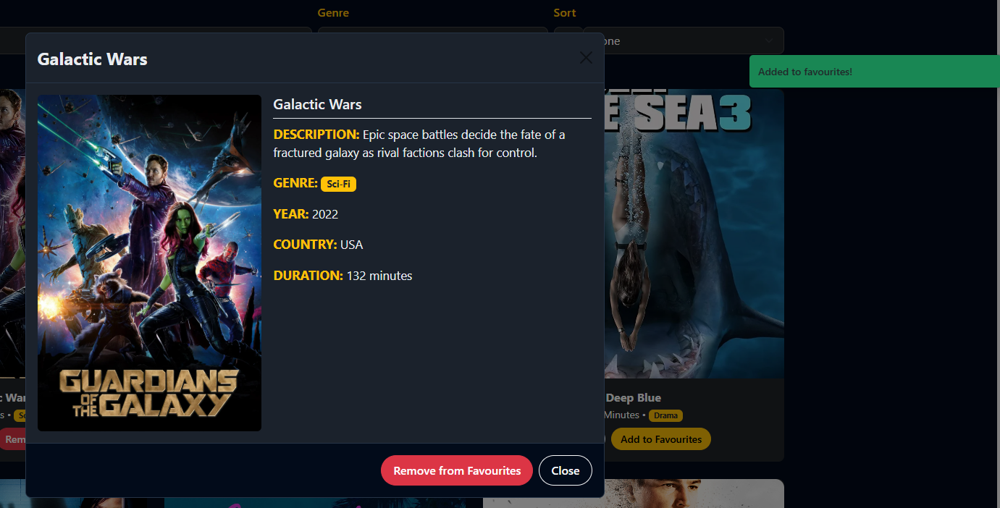 Genre
Sort
one
Galactic Wars
Added to favourites!
E SEA3
Galactic Wars
DESCRIPTION: Epic space battles decide the fate of a
fractured galaxy as rival factions clash for control.
GENRE: Sci-Fi
YEAR: 2022
COUNTRY: USA
DURATION: 132 minutes
GUARDIANS
OF
THE GALAXY
c War
Deep Blue
s •
Minutes • Drama
Rem
Add to Favourites
Remove from Favourites
Close